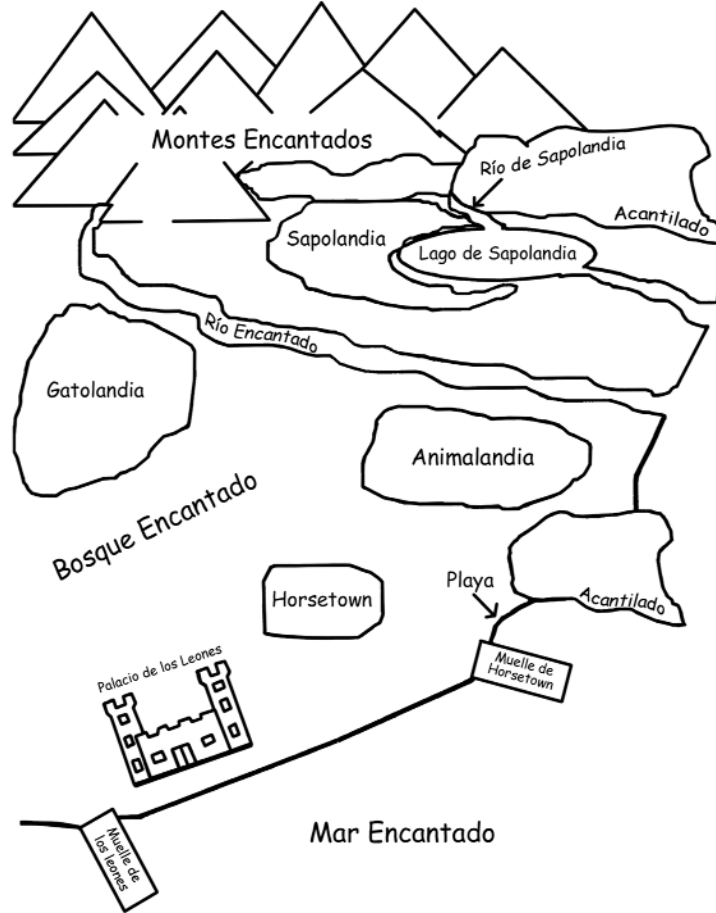 Montes Encantados
Río de Sapolandia
Acantilado
Sapolandia
Lago de Sapolandia
Río Encantado
Gatolandia
Animalandia
Bosque Encantado
Playa
Horsetown
Acantilado
Palacio de los Leones
Muelle de
Horsetown
Muelle de
los leones
Mar Encantado